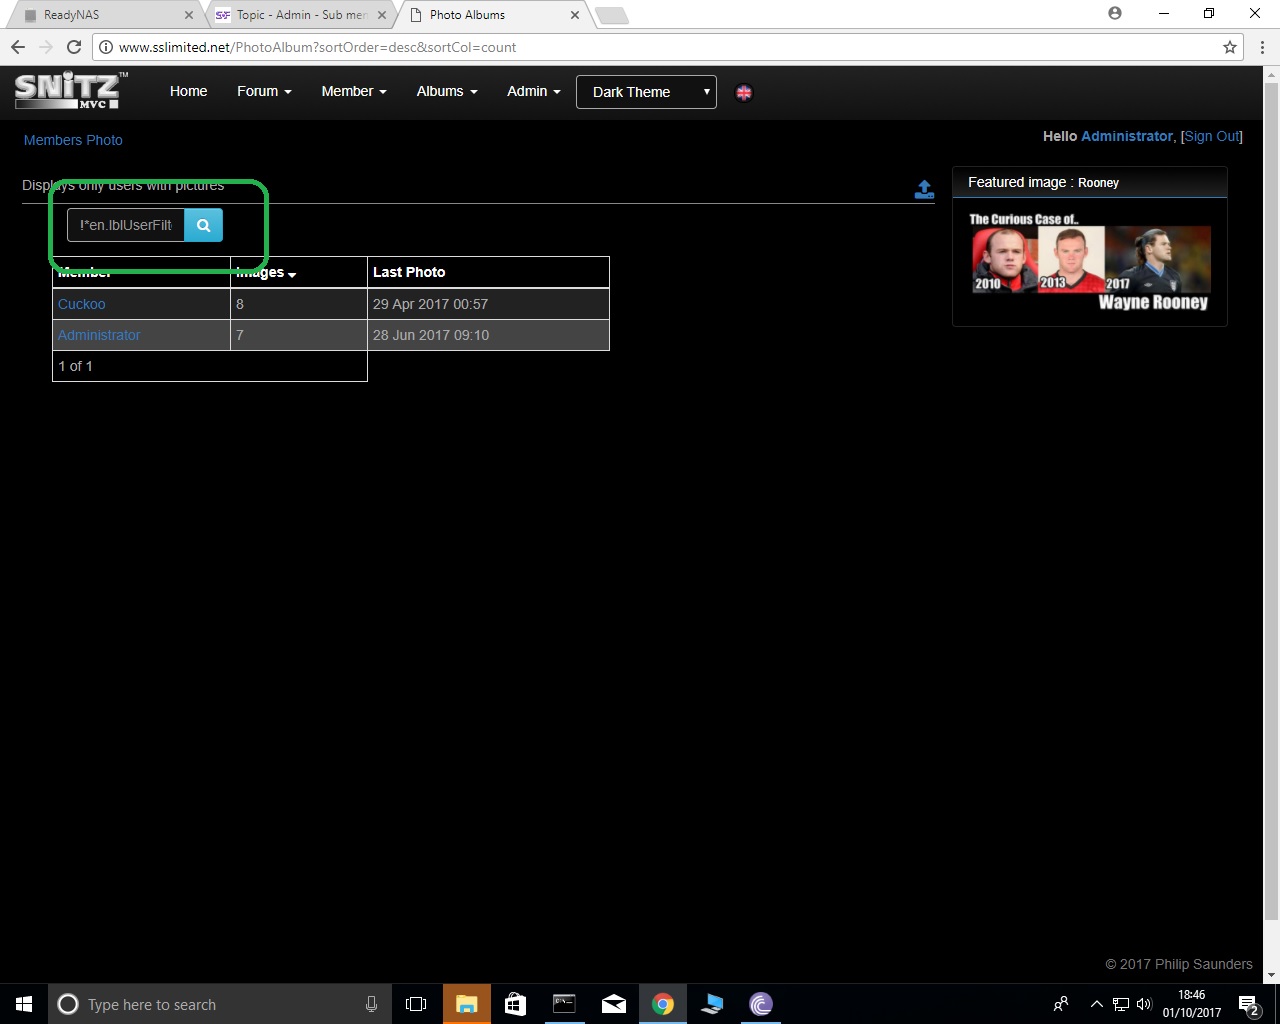 ReadyNAS
Topic - Admin - Sub mem
Photo Albums
www.sslimited.net/PhotoAlbum?sortOrder=desc&sortCol=count
SNiTZ™
MVC
Home
Forum
Member
Albums
Admin
Dark Theme
Members Photo
Hello Administrator, [Sign Out]
Displays only users with pictures
Featured image : Rooney
!*en.lblUserFilt
The Curious Case of..
2010
2013
2017
Wayne Rooney
Member Images Last Photo
Cuckoo 8 29 Apr 2017 00:57
Administrator 7 28 Jun 2017 09:10
1 of 1
© 2017 Philip Saunders
Type here to search
18:46
01/10/2017
2